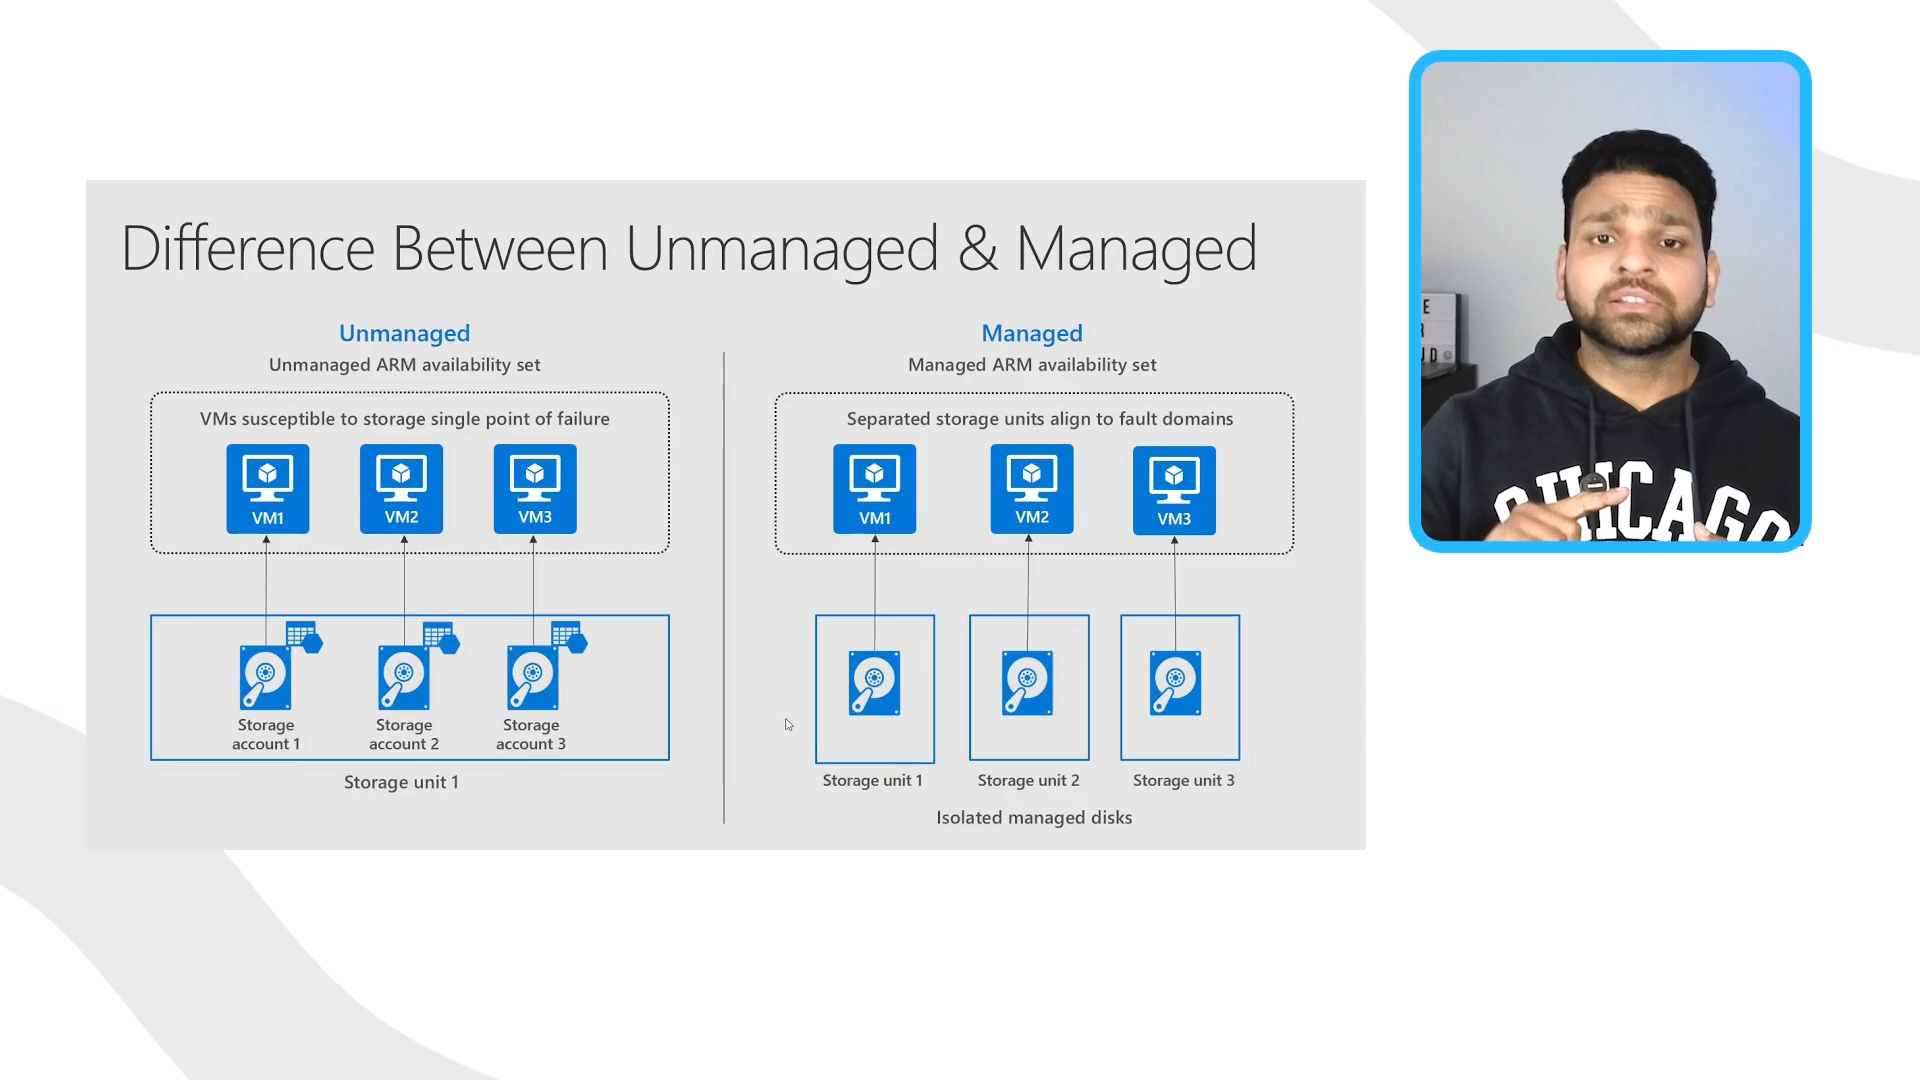 Difference Between Unmanaged & Managed
Unmanaged
Unmanaged ARM availability set
VMs susceptible to storage single point of failure
VM1
VM2
VM3
Storage
account 1
Storage
account 2
Storage
account 3
Storage unit 1
Managed
Managed ARM availability set
Separated storage units align to fault domains
VM1
VM2
VM3
Storage unit 1
Storage unit 2
Storage unit 3
Isolated managed disks
E
R
U D
CHICAGO